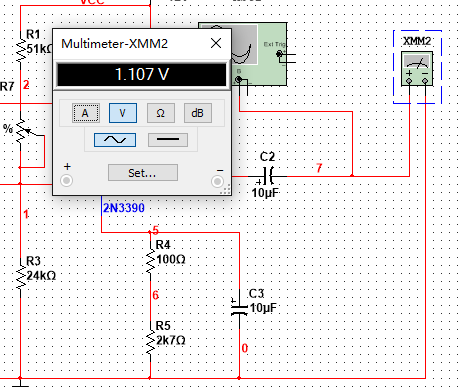 VCC
R1
51kΩ
2
R7
%
1
R3
24kΩ
Multimeter-XMM2
1.107 V
A
V
Ω
dB
+
Set...
−
Ext Trig
B
XMM2
C2
10µF
7
2N3390
5
R4
100Ω
6
R5
2k7Ω
C3
10µF
0